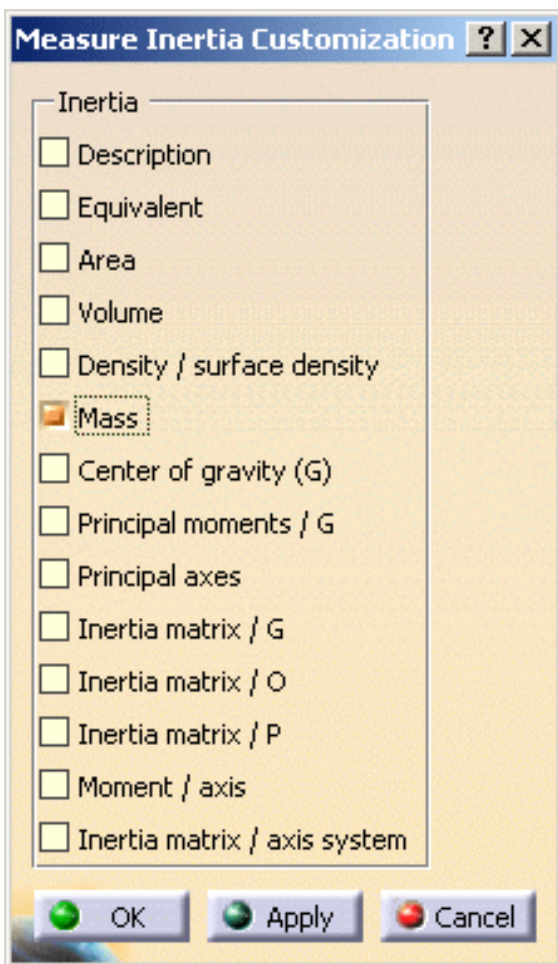 Measure Inertia Customization ? X
Inertia
Description
Equivalent
Area
Volume
Density / surface density
Mass
Center of gravity (G)
Principal moments / G
Principal axes
Inertia matrix / G
Inertia matrix / O
Inertia matrix / P
Moment / axis
Inertia matrix / axis system
OK Apply Cancel